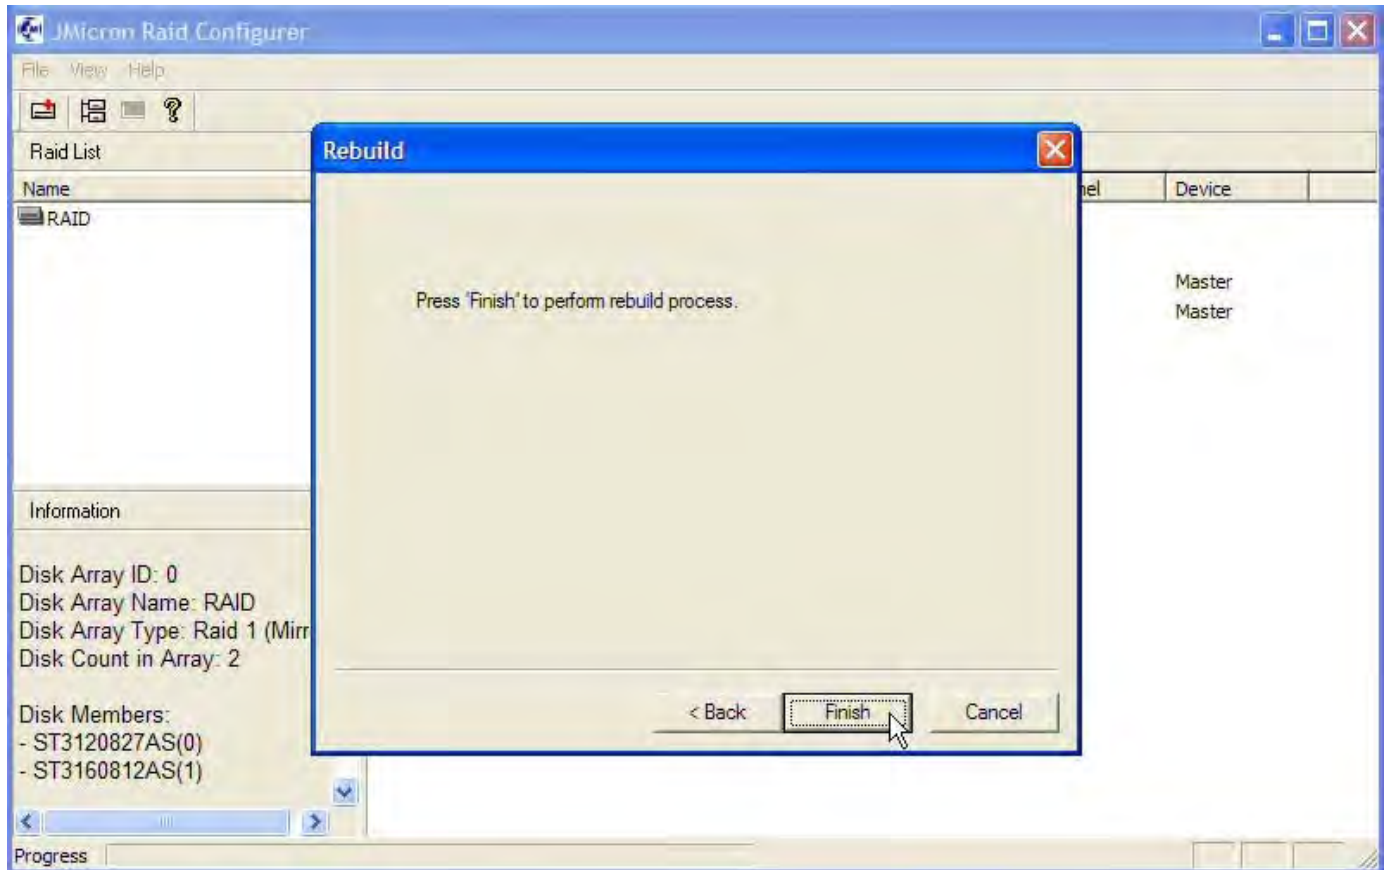 JMicron Raid Configurer
File View Help
Raid List
Name
RAID
Rebuild
nel Device
Master
Master
Press 'Finish' to perform rebuild process.
Information
Disk Array ID: 0
Disk Array Name: RAID
Disk Array Type: Raid 1 (Mirr
Disk Count in Array: 2
Disk Members:
- ST3120827AS(0)
- ST3160812AS(1)
< Back Finish Cancel
Progress